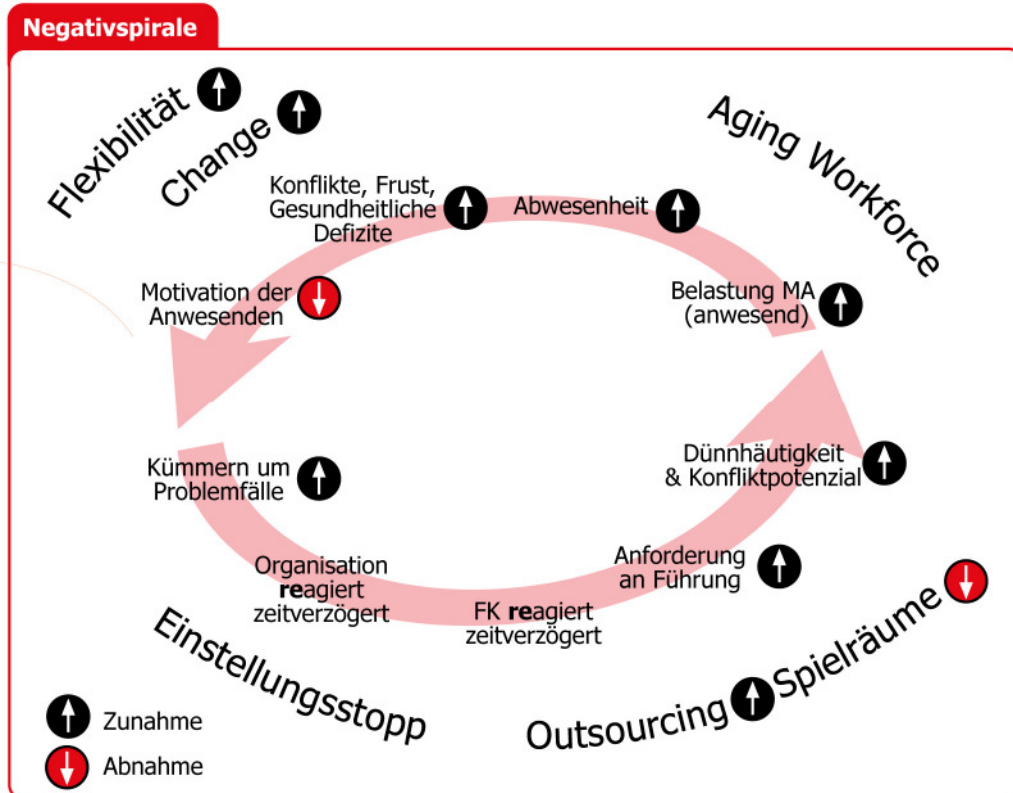 Negativspirale
Flexibilität
Change
Aging Workforce
Konflikte, Frust,
Gesundheitliche
Defizite
Abwesenheit
Motivation der
Anwesenden
Belastung MA
(anwesend)
Kümmern um
Problemfälle
Dünnhäutigkeit
& Konfliktpotenzial
Organisation
reagiert
zeitverzögert
FK reagiert
zeitverzögert
Anforderung
an Führung
Einstellungsstopp
Outsourcing
Spielräume
Zunahme
Abnahme